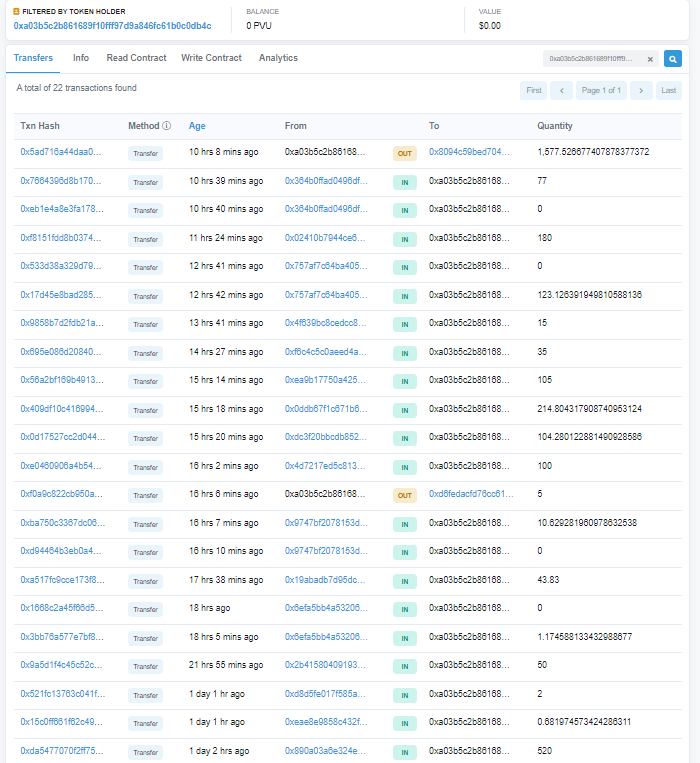 FILTERED BY TOKEN HOLDER
0xa03b5c2b861689f10fff97d9a846fc61b0c0db4c
BALANCE
0 PVU
VALUE
$0.00
Transfers Info Read Contract Write Contract Analytics
0xa03b5c2b861689f10fff9...
A total of 22 transactions found
First Page 1 of 1 Last
Txn Hash Method Age From To Quantity
0x5ad716a44daa0... Transfer 10 hrs 8 mins ago 0xa03b5c2b86168... OUT 0x8094c59bed704... 1,577.526677407878377372
0x7664396d8b170... Transfer 10 hrs 39 mins ago 0x364b0ffad0496df... IN 0xa03b5c2b86168... 77
0xeb1e4a8e3fa178... Transfer 10 hrs 40 mins ago 0x364b0ffad0496df... IN 0xa03b5c2b86168... 0
0xf8151fdd8b0374... Transfer 11 hrs 24 mins ago 0x02410b7944ce6... IN 0xa03b5c2b86168... 180
0x533d38a329d79... Transfer 12 hrs 41 mins ago 0x757af7c64ba405... IN 0xa03b5c2b86168... 0
0x17d45e8bad285... Transfer 12 hrs 42 mins ago 0x757af7c64ba405... IN 0xa03b5c2b86168... 123.126391949810588136
0x9858b7d2fdb21a... Transfer 13 hrs 41 mins ago 0x4f639bc8cedcc8... IN 0xa03b5c2b86168... 15
0x695e086d20840... Transfer 14 hrs 27 mins ago 0xf6c4c5c0aeed4a... IN 0xa03b5c2b86168... 35
0x56a2bf169b4913... Transfer 15 hrs 14 mins ago 0xea9b17750a425... IN 0xa03b5c2b86168... 105
0x409df10c416994... Transfer 15 hrs 18 mins ago 0x0ddb67f1c671b6... IN 0xa03b5c2b86168... 214.804317908740953124
0x0d17527cc2d044... Transfer 15 hrs 20 mins ago 0xdc3f20bbcdb852... IN 0xa03b5c2b86168... 104.280122881490928586
0xe0460906a4b54... Transfer 16 hrs 2 mins ago 0x4d7217ed5c813... IN 0xa03b5c2b86168... 100
0xf0a9c822cb950a... Transfer 16 hrs 6 mins ago 0xa03b5c2b86168... OUT 0xd6fedacfd76cc61... 5
0xba750c3367dc06... Transfer 16 hrs 7 mins ago 0x9747bf2078153d... IN 0xa03b5c2b86168... 10.629281960978632538
0xd94464b3eb0a4... Transfer 16 hrs 10 mins ago 0x9747bf2078153d... IN 0xa03b5c2b86168... 0
0xa517fc9cce173f8... Transfer 17 hrs 38 mins ago 0x19abadb7d95dc... IN 0xa03b5c2b86168... 43.83
0x1668c2a45f66d5... Transfer 18 hrs ago 0x6efa5bb4a53206... IN 0xa03b5c2b86168... 0
0x3bb76a577e7bf8... Transfer 18 hrs 5 mins ago 0x6efa5bb4a53206... IN 0xa03b5c2b86168... 1.174588133432988677
0x9a5d1f4c45c52c... Transfer 21 hrs 55 mins ago 0x2b41580409193... IN 0xa03b5c2b86168... 50
0x521fc13763c041f... Transfer 1 day 1 hr ago 0xd8d5fe017f585a... IN 0xa03b5c2b86168... 2
0x15c0ff661f62c49... Transfer 1 day 1 hr ago 0xeae8e9858c432f... IN 0xa03b5c2b86168... 0.681974573424286311
0xda5477070f2ff75... Transfer 1 day 2 hrs ago 0x890a03a6e324e... IN 0xa03b5c2b86168... 520